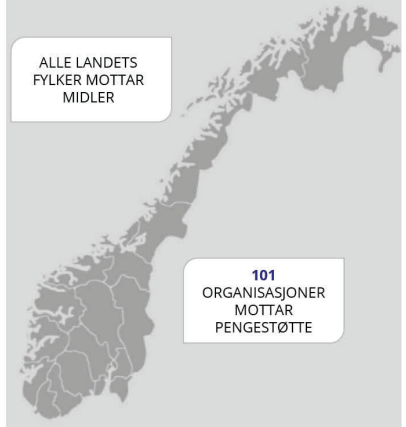 ALLE LANDETS
FYLKER MOTTAR
MIDLER
101
ORGANISASJONER
MOTTAR
PENGESTØTTE